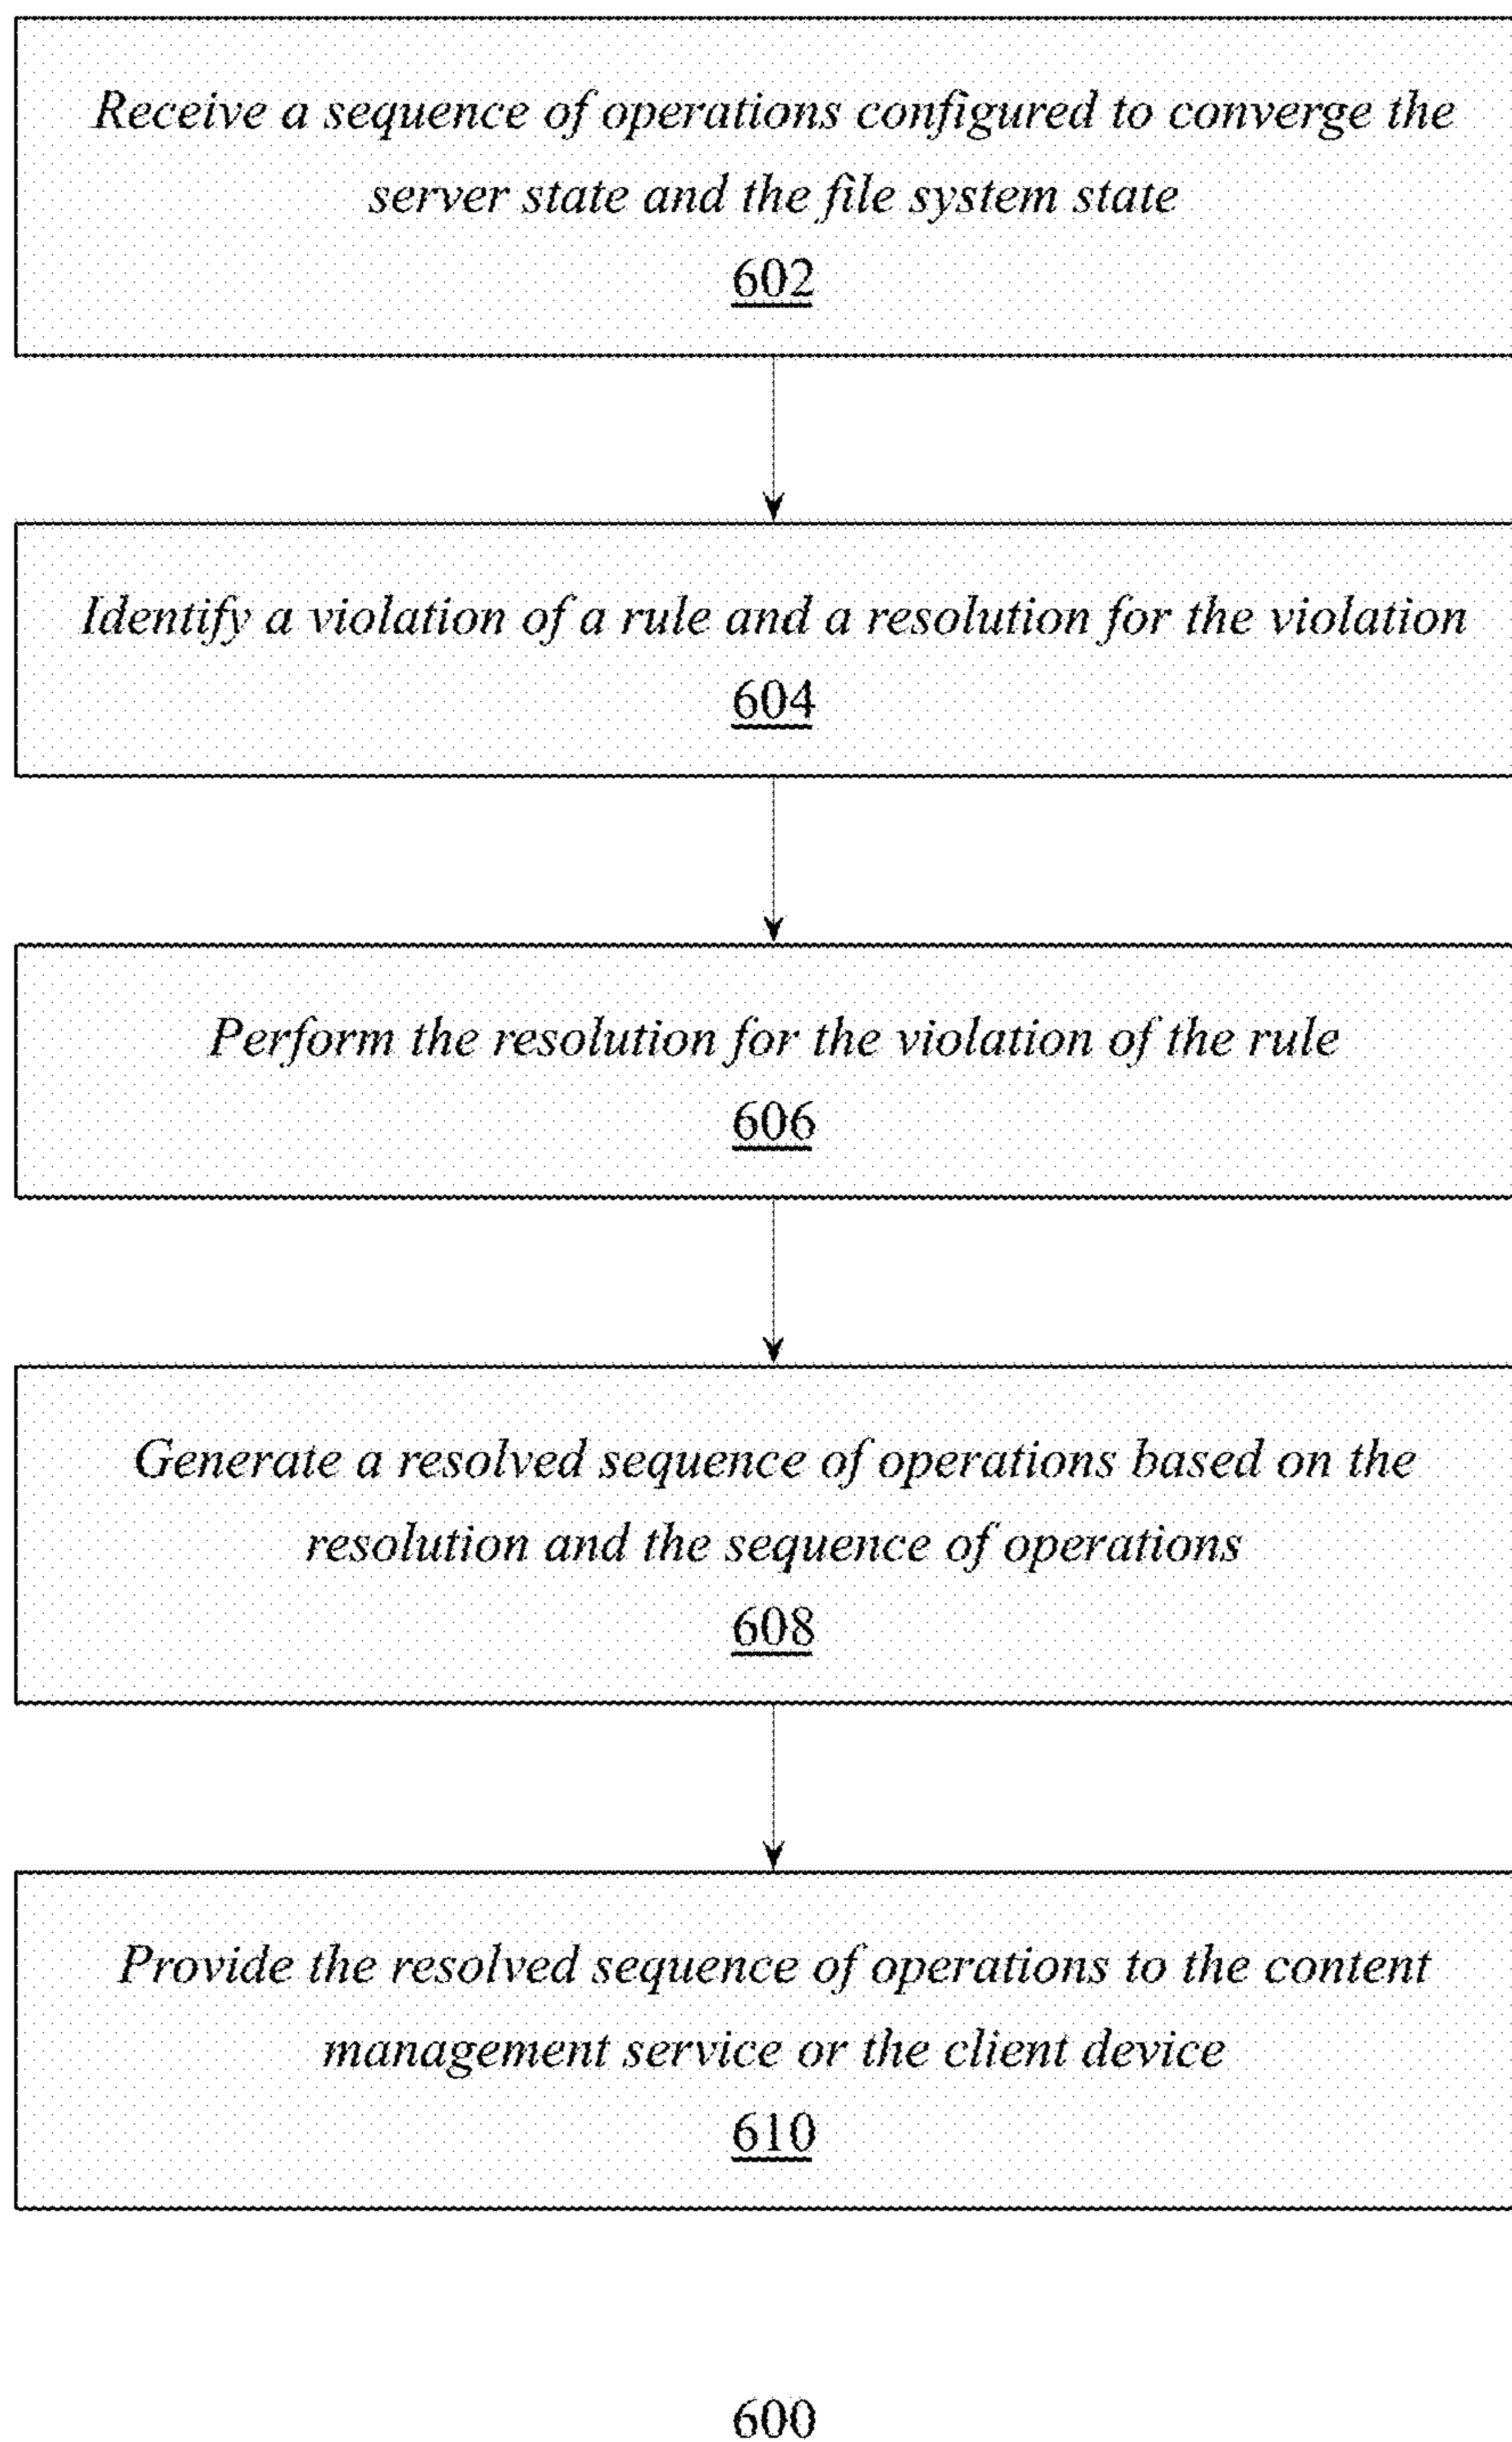 Receive a sequence of operations configured to converge the
server state and the file system state
602
Identify a violation of a rule and a resolution for the violation
604
Perform the resolution for the violation of the rule
606
Generate a resolved sequence of operations based on the
resolution and the sequence of operations
608
Provide the resolved sequence of operations to the content
management service or the client device
610
600